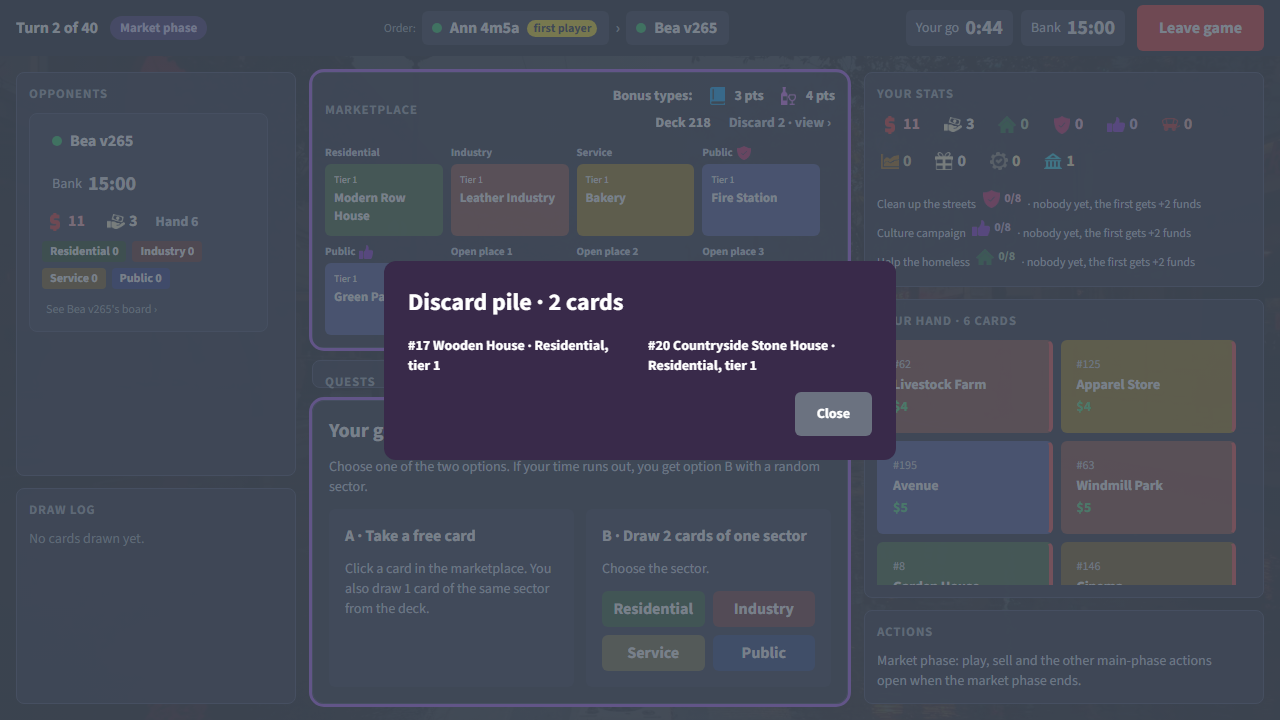 Turn 2 of 40
Market phase
Order:
Ann 4m5a
first player
›
Bea v265
Your go 0:44
Bank 15:00
Leave game
OPPONENTS
Bea v265
Bank 15:00
11
3
Hand 6
Residential 0
Industry 0
Service 0
Public 0
See Bea v265's board ›
DRAW LOG
No cards drawn yet.
MARKETPLACE
Bonus types:
3 pts
4 pts
Deck 218
Discard 2 · view ›
Residential
Industry
Service
Public
Tier 1
Modern Row
House
Tier 1
Leather Industry
Tier 1
Bakery
Tier 1
Fire Station
Public
Open place 1
Open place 2
Open place 3
Tier 1
Green Pa
Discard pile · 2 cards
#17 Wooden House · Residential,
tier 1
#20 Countryside Stone House ·
Residential, tier 1
Close
QUESTS
Your g
Choose one of the two options. If your time runs out, you get option B with a random
sector.
A · Take a free card
Click a card in the marketplace. You
also draw 1 card of the same sector
from the deck.
B · Draw 2 cards of one sector
Choose the sector.
Residential
Industry
Service
Public
YOUR STATS
11
3
0
0
0
0
0
0
0
1
Clean up the streets
0/8
· nobody yet, the first gets +2 funds
Culture campaign
0/8
· nobody yet, the first gets +2 funds
Help the homeless
0/8
· nobody yet, the first gets +2 funds
UR HAND · 6 CARDS
#62
Livestock Farm
$4
#125
Apparel Store
$4
#195
Avenue
$5
#63
Windmill Park
$5
#8
Garden House
#146
Cinema
ACTIONS
Market phase: play, sell and the other main-phase actions
open when the market phase ends.